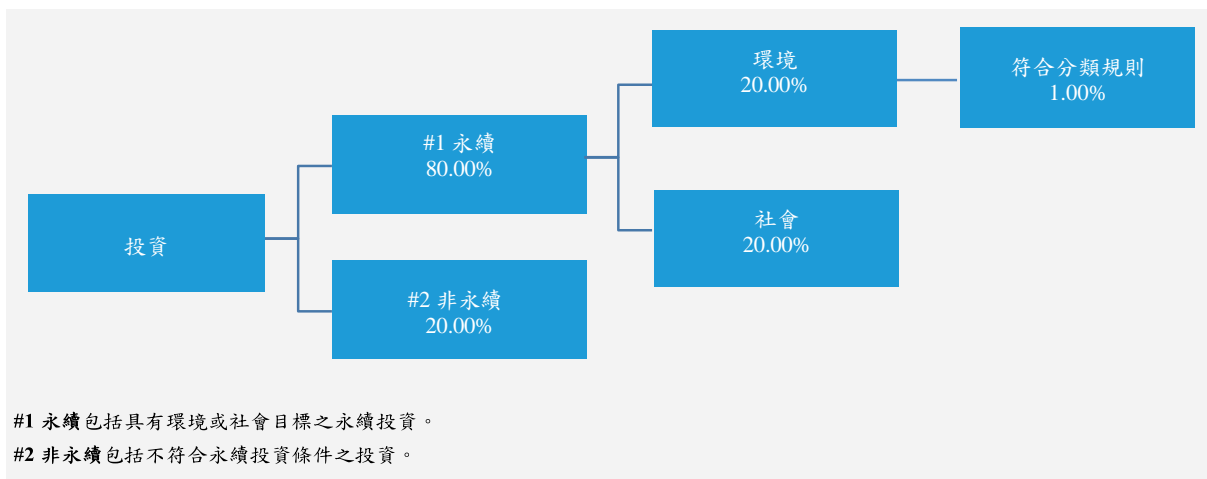 投資
#1 永續
80.00%
#2 非永續
20.00%
環境
20.00%
社會
20.00%
符合分類規則
1.00%
#1 永續包括具有環境或社會目標之永續投資。
#2 非永續包括不符合永續投資條件之投資。